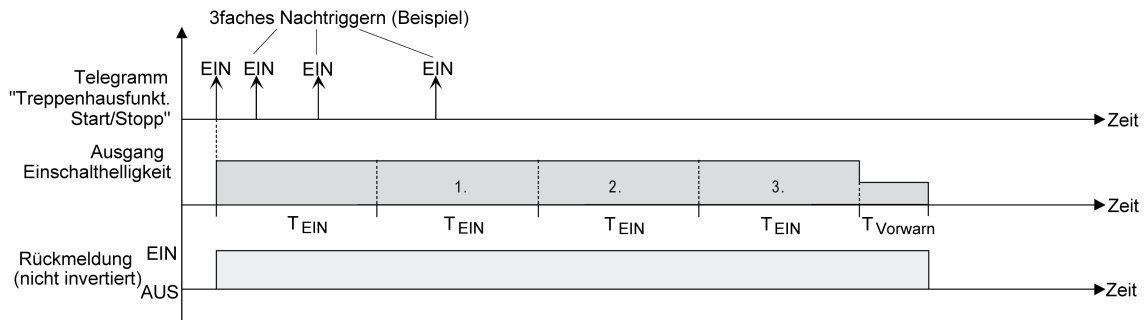 3faches Nachtriggern (Beispiel)
EIN EIN EIN EIN
Telegramm
"Treppenhausfunkt.
Start/Stopp"
Zeit
Ausgang
Einschalthelligkeit
1. 2. 3.
Zeit
T EIN T EIN T EIN T EIN T Vorwarn
Rückmeldung
(nicht invertiert)
EIN
AUS
Zeit